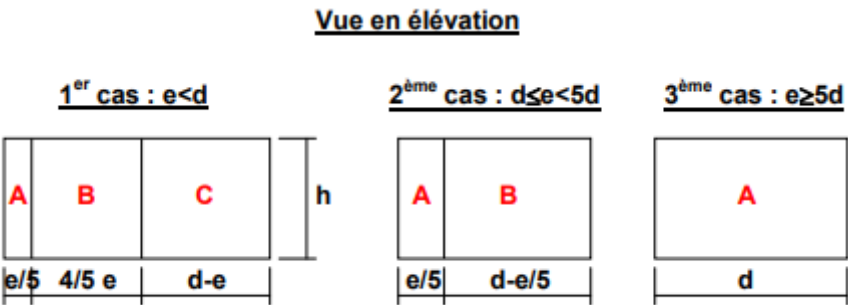 Vue en élévation
1er cas : e<d
2ème cas : d≤e<5d
3ème cas : e≥5d
A B C h A B A
e/5 4/5 e d-e e/5 d-e/5 d